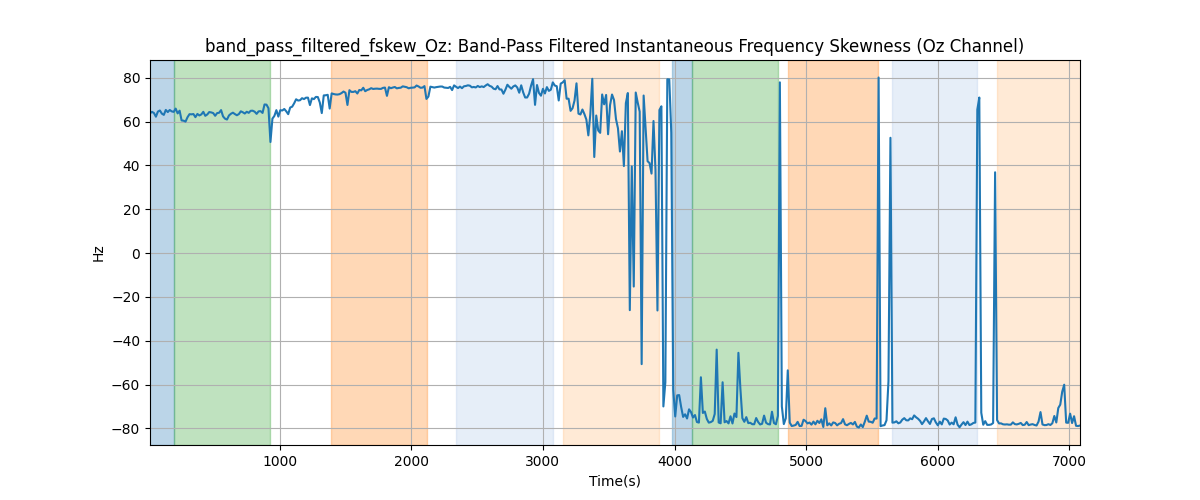 band_pass_filtered_fskew_Oz: Band-Pass Filtered Instantaneous Frequency Skewness (Oz Channel)
80
60
40
20
0
−20
−40
−60
−80
Hz
1000 2000 3000 4000 5000 6000 7000
Time(s)